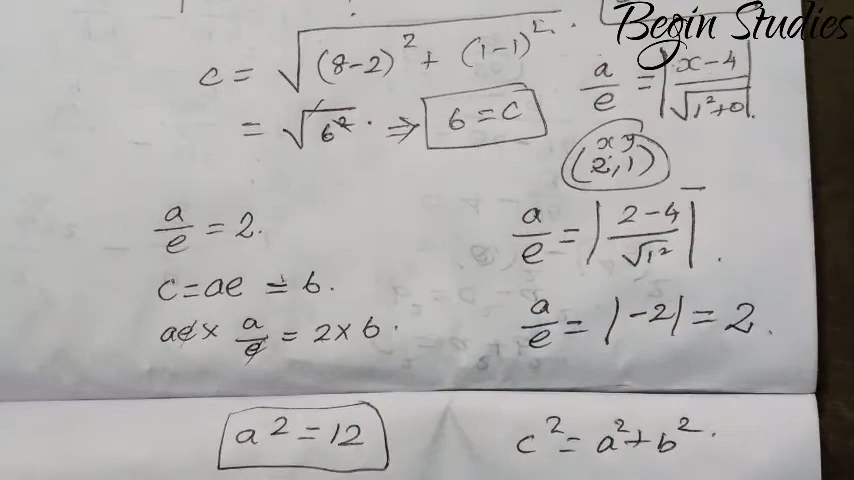 Begin Studies
c = √((8-2)² + (1-1)²).
= √6². ⇒ 6 = c
a/e = 2.
c = ae = 6.
ae × a/e = 2 × 6.
a² = 12
a/e = |x-4 / √(1²+0)|.
x y
(2, 1)
a/e = |2-4 / √1²|.
a/e = |-2| = 2.
c² = a² + b².